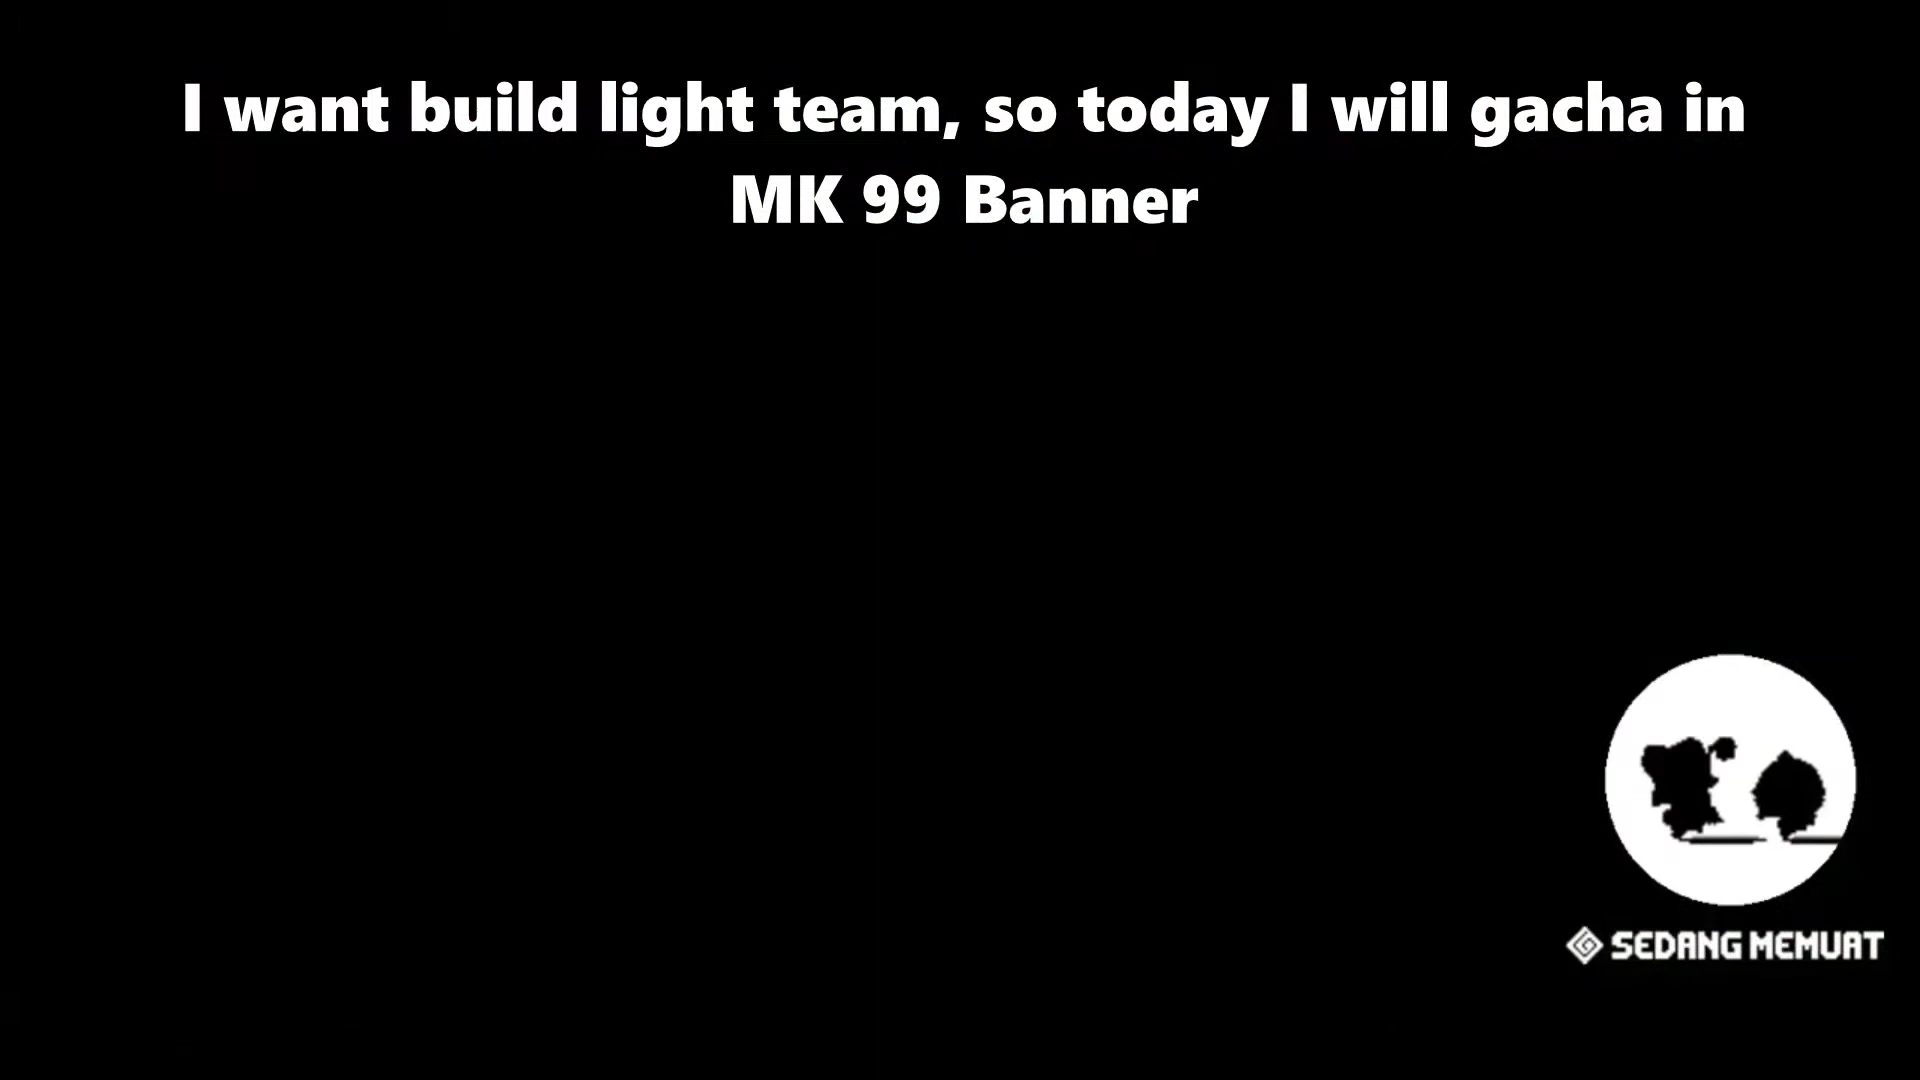 I want build light team, so today I will gacha in
MK 99 Banner
SEDANG MEMUAT